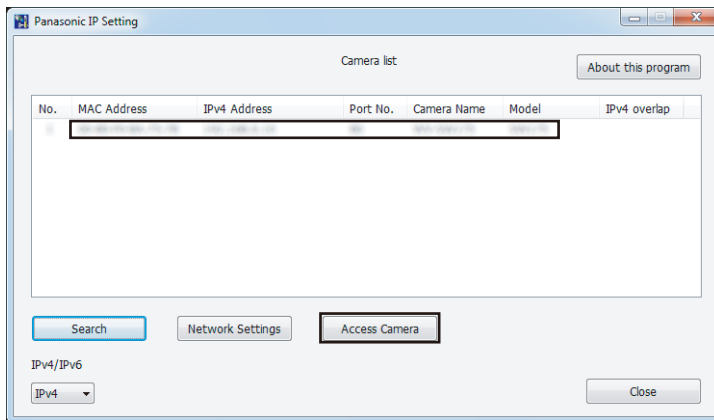 Panasonic IP Setting
Camera list
About this program
No. MAC Address IPv4 Address Port No. Camera Name Model IPv4 overlap
Search Network Settings Access Camera
IPv4/IPv6
IPv4 Close